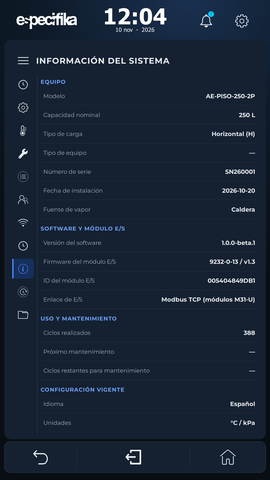 e-specifika
12:04
10 nov - 2026
INFORMACIÓN DEL SISTEMA
EQUIPO
Modelo AE-PISO-250-2P
Capacidad nominal 250 L
Tipo de carga Horizontal (H)
Tipo de equipo —
Número de serie SN260001
Fecha de instalación 2026-10-20
Fuente de vapor Caldera
SOFTWARE Y MÓDULO E/S
Versión del software 1.0.0-beta.1
Firmware del módulo E/S 9232-0-13 / v1.3
ID del módulo E/S 005404849DB1
Enlace de E/S Modbus TCP (módulos M31-U)
USO Y MANTENIMIENTO
Ciclos realizados 388
Próximo mantenimiento —
Ciclos restantes para mantenimiento —
CONFIGURACIÓN VIGENTE
Idioma Español
Unidades °C / kPa